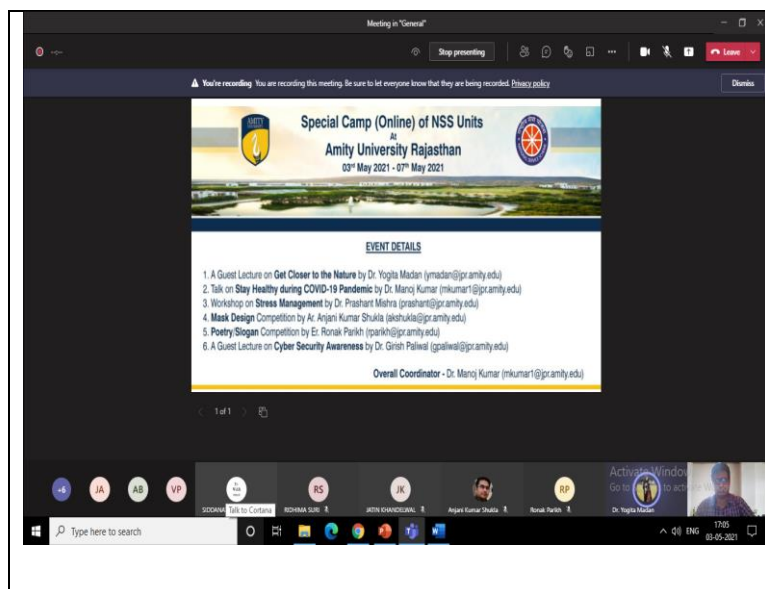 Meeting in "General"
Stop presenting
Leave
You're recording You are recording this meeting. Be sure to let everyone know that they are being recorded. Privacy policy
Dismiss
AMITY
Special Camp (Online) of NSS Units
At
Amity University Rajasthan
03rd May 2021 - 07th May 2021
EVENT DETAILS
1. A Guest Lecture on Get Closer to the Nature by Dr. Yogita Madan (ymadan@jpr.amity.edu)
2. Talk on Stay Healthy during COVID-19 Pandemic by Dr. Manoj Kumar (mkumar1@jpr.amity.edu)
3. Workshop on Stress Management by Dr. Prashant Mishra (prashant@jpr.amity.edu)
4. Mask Design Competition by Ar. Anjani Kumar Shukla (akshukla@jpr.amity.edu)
5. Poetry/Slogan Competition by Er. Ronak Parikh (rparikh@jpr.amity.edu)
6. A Guest Lecture on Cyber Security Awareness by Dr. Girish Paliwal (gpaliwal@jpr.amity.edu)
Overall Coordinator - Dr. Manoj Kumar (mkumar1@jpr.amity.edu)
1 of 1
Activate Window
Go to to activ
+6 JA AB VP RS JK RP
SIDDANA Talk to Cortana RIDHIMA SURI JATIN KHANDELWAL Anjani Kumar Shukla Ronak Parikh Dr. Yogita Madan
Type here to search
ENG
17:05
03-05-2021